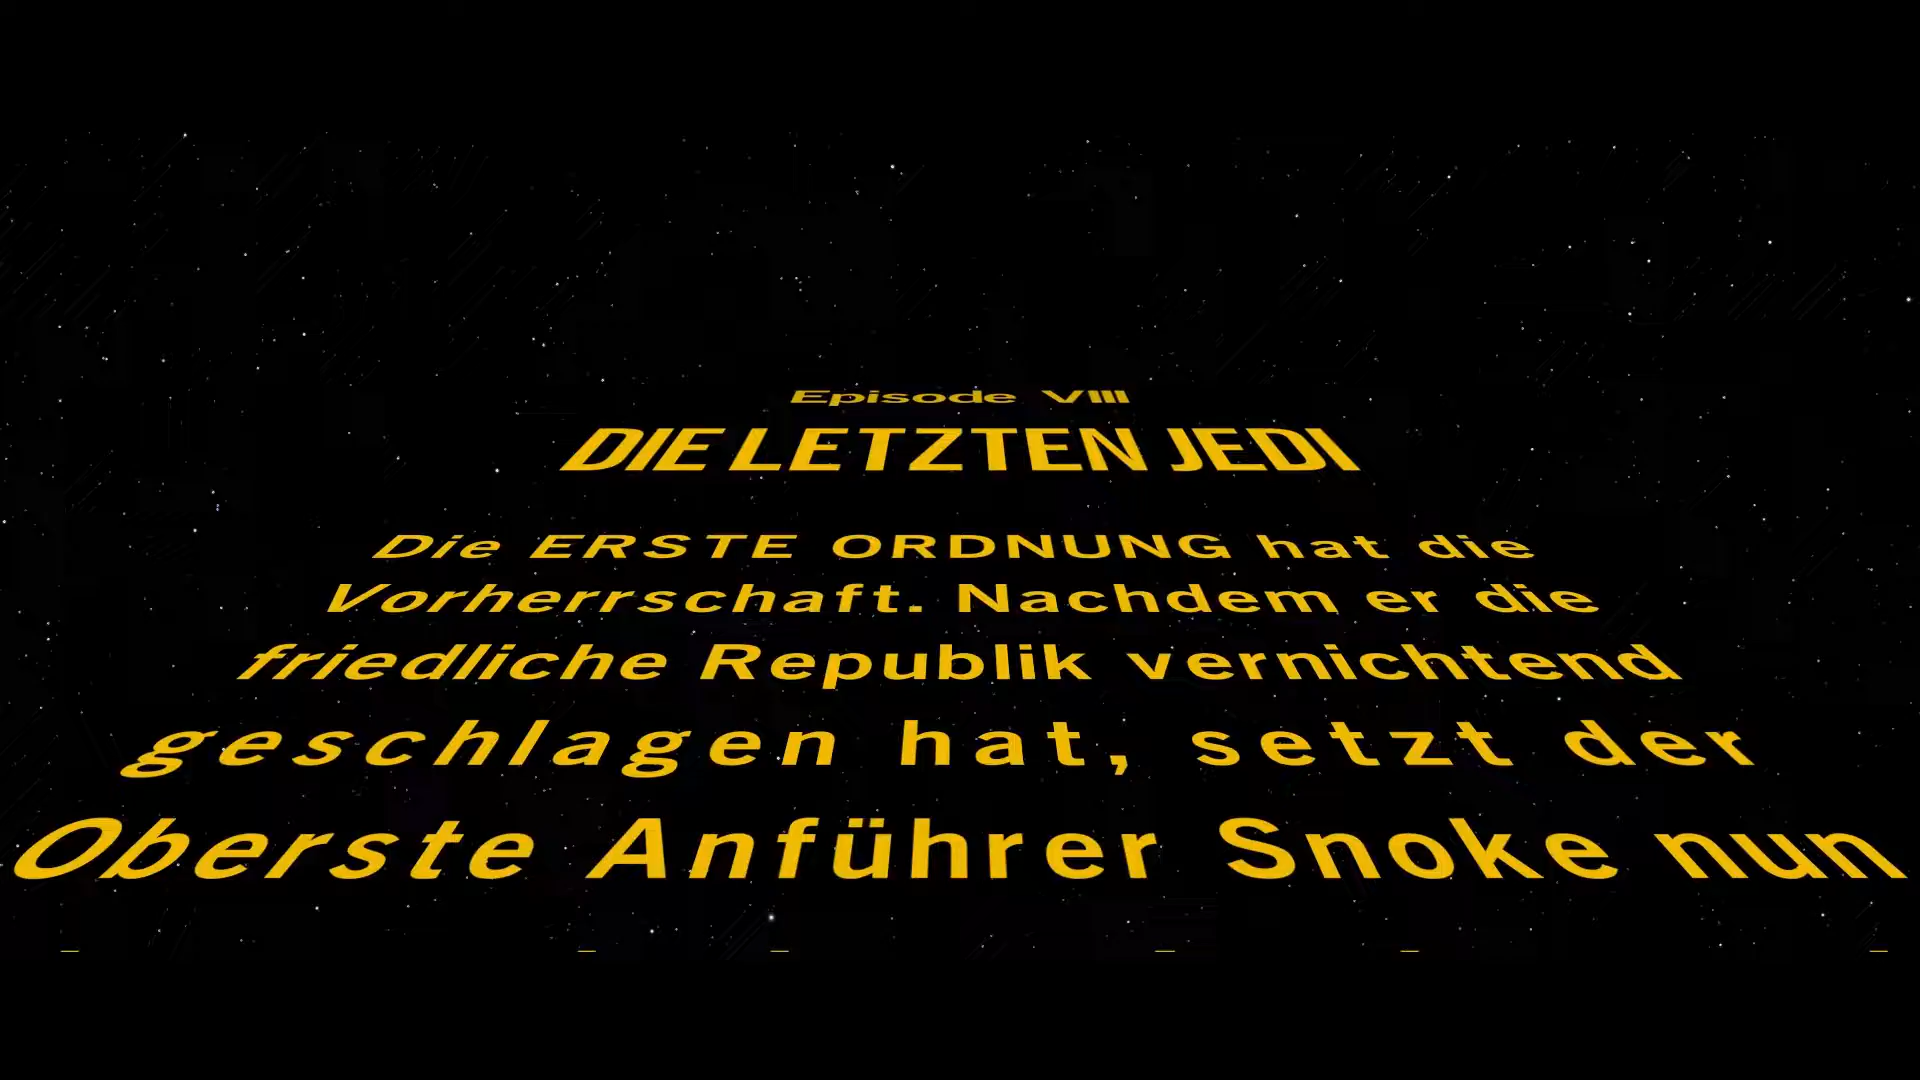 Episode VIII
DIE LETZTEN JEDI
Die ERSTE ORDNUNG hat die
Vorherrschaft. Nachdem er die
friedliche Republik vernichtend
geschlagen hat, setzt der
Oberste Anführer Snoke nun